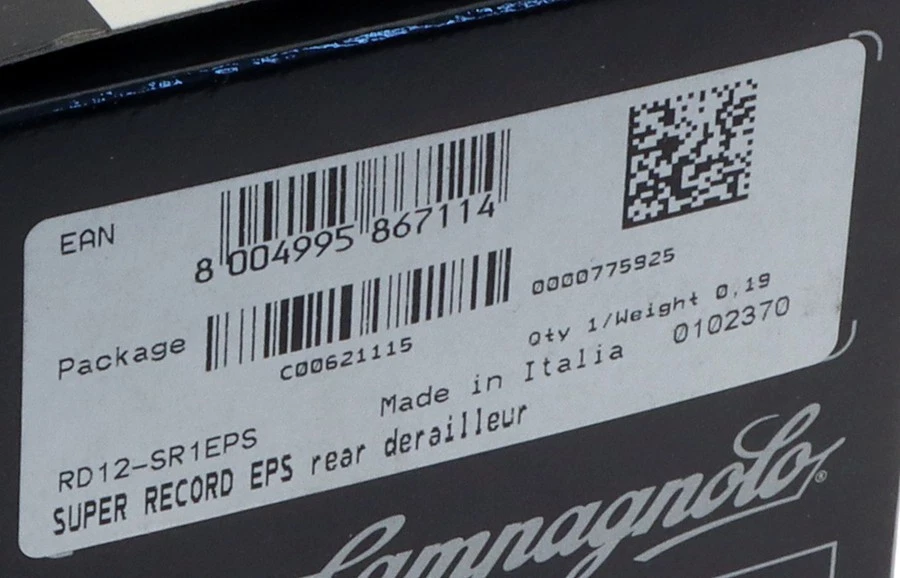 EAN
8 004995 867114
Package
C00621115
0000775925
Qty 1/Weight 0,19
Made in Italia
0102370
RD12-SR1EPS
SUPER RECORD EPS rear derailleur
Campagnolo®